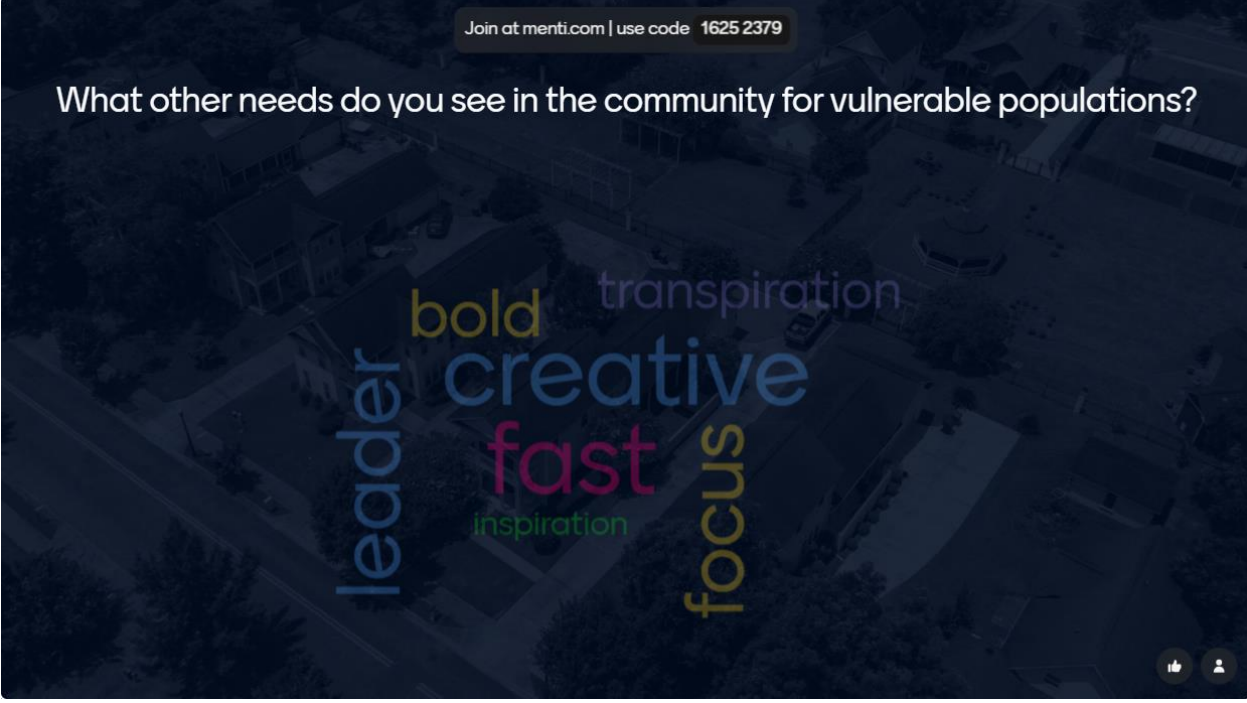 Join at menti.com | use code 1625 2379
What other needs do you see in the community for vulnerable populations?
transpiration
bold
creative
leader
fast
focus
inspiration